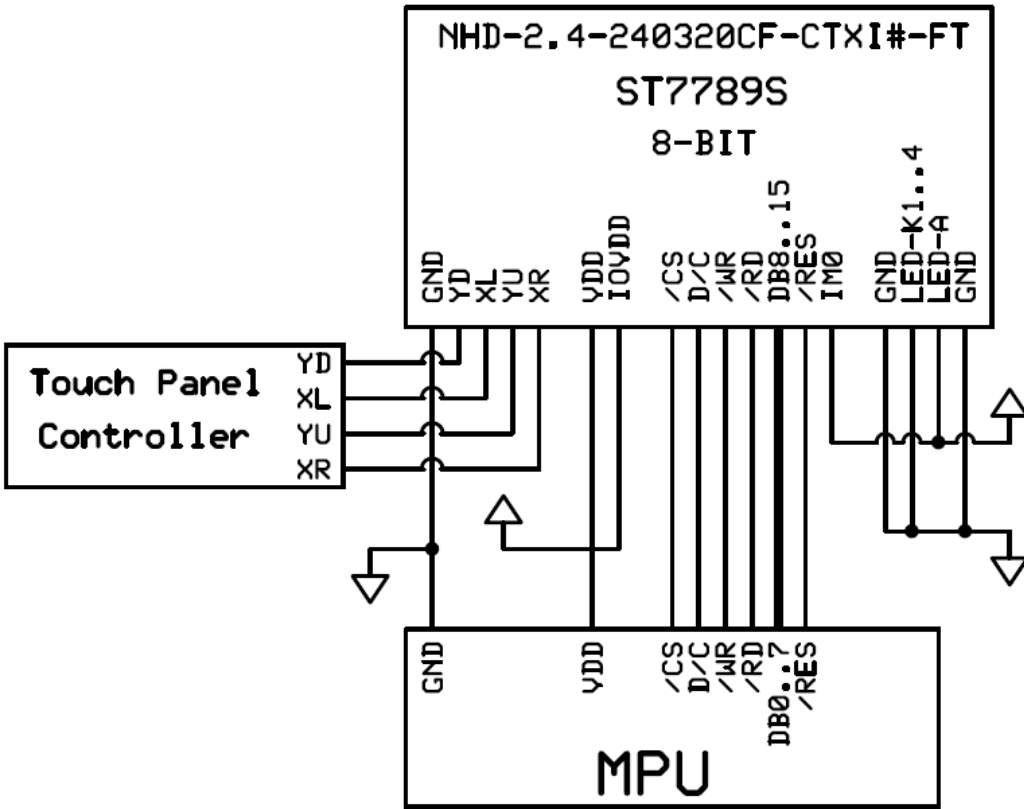 NHD-2.4-240320CF-CTXI#-FT
ST7789S
8-BIT
GND
YD
XL
YU
XR
VDD
IOVDD
/CS
D/C
/WR
/RD
DB8..15
/RES
IM0
GND
LED-K1..4
LED-A
GND
Touch Panel
Controller
YD
XL
YU
XR
GND
VDD
/CS
D/C
/WR
/RD
DB0..7
/RES
MPU